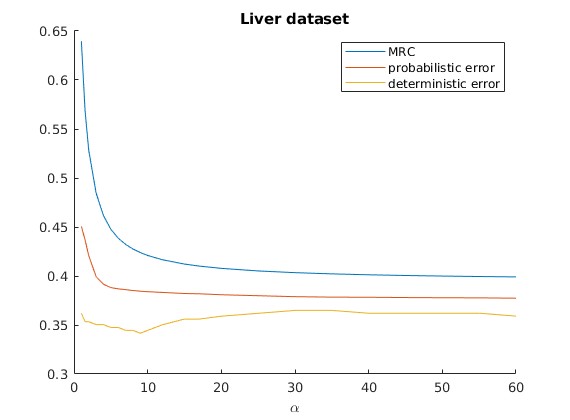 Liver dataset
0.65
0.6
0.55
0.5
0.45
0.4
0.35
0.3
MRC
probabilistic error
deterministic error
0 10 20 30 40 50 60
α